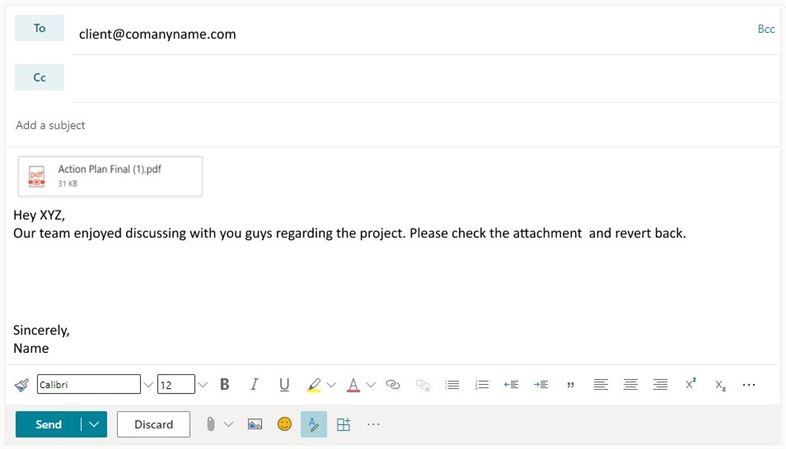 To client@comanyname.com Bcc
Cc
Add a subject
pdf Action Plan Final (1).pdf
31 KB
Hey XYZ,
Our team enjoyed discussing with you guys regarding the project. Please check the attachment  and revert back.
Sincerely,
Name
Calibri 12 B I U A x² x₂
Send Discard